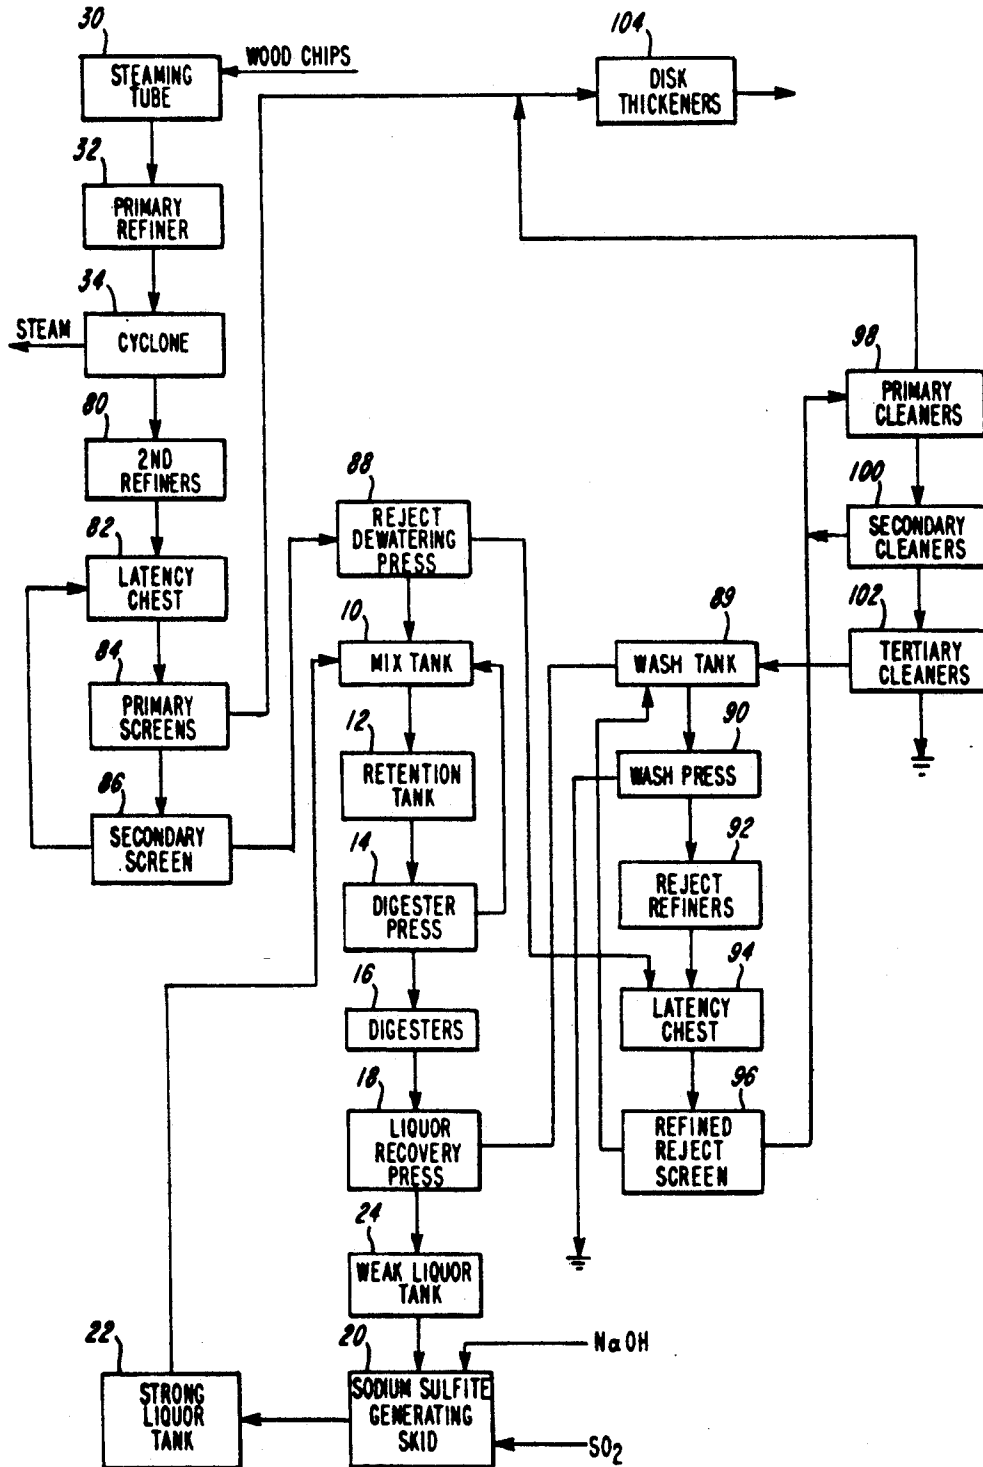 30
WOOD CHIPS
STEAMING
TUBE
104
DISK
THICKENERS
32
PRIMARY
REFINER
34
STEAM
CYCLONE
98
PRIMARY
CLEANERS
80
2ND
REFINERS
88
REJECT
DEWATERING
PRESS
100
SECONDARY
CLEANERS
82
LATENCY
CHEST
10
MIX TANK
89
WASH TANK
102
TERTIARY
CLEANERS
84
PRIMARY
SCREENS
12
RETENTION
TANK
90
WASH PRESS
86
SECONDARY
SCREEN
14
DIGESTER
PRESS
92
REJECT
REFINERS
16
DIGESTERS
94
LATENCY
CHEST
18
LIQUOR
RECOVERY
PRESS
96
REFINED
REJECT
SCREEN
24
WEAK LIQUOR
TANK
22
STRONG
LIQUOR
TANK
20
SODIUM SULFITE
GENERATING
SKID
NaOH
SO₂